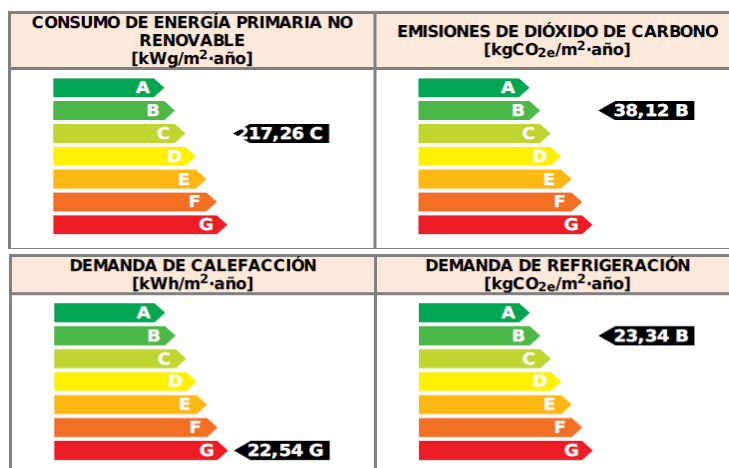 CONSUMO DE ENERGÍA PRIMARIA NO
RENOVABLE
[kWg/m²·año]
A
B
C
217,26 C
D
E
F
G
EMISIONES DE DIÓXIDO DE CARBONO
[kgCO₂ₑ/m²·año]
A
B
38,12 B
C
D
E
F
G
DEMANDA DE CALEFACCIÓN
[kWh/m²·año]
A
B
C
D
E
F
G
22,54 G
DEMANDA DE REFRIGERACIÓN
[kgCO₂ₑ/m²·año]
A
B
23,34 B
C
D
E
F
G